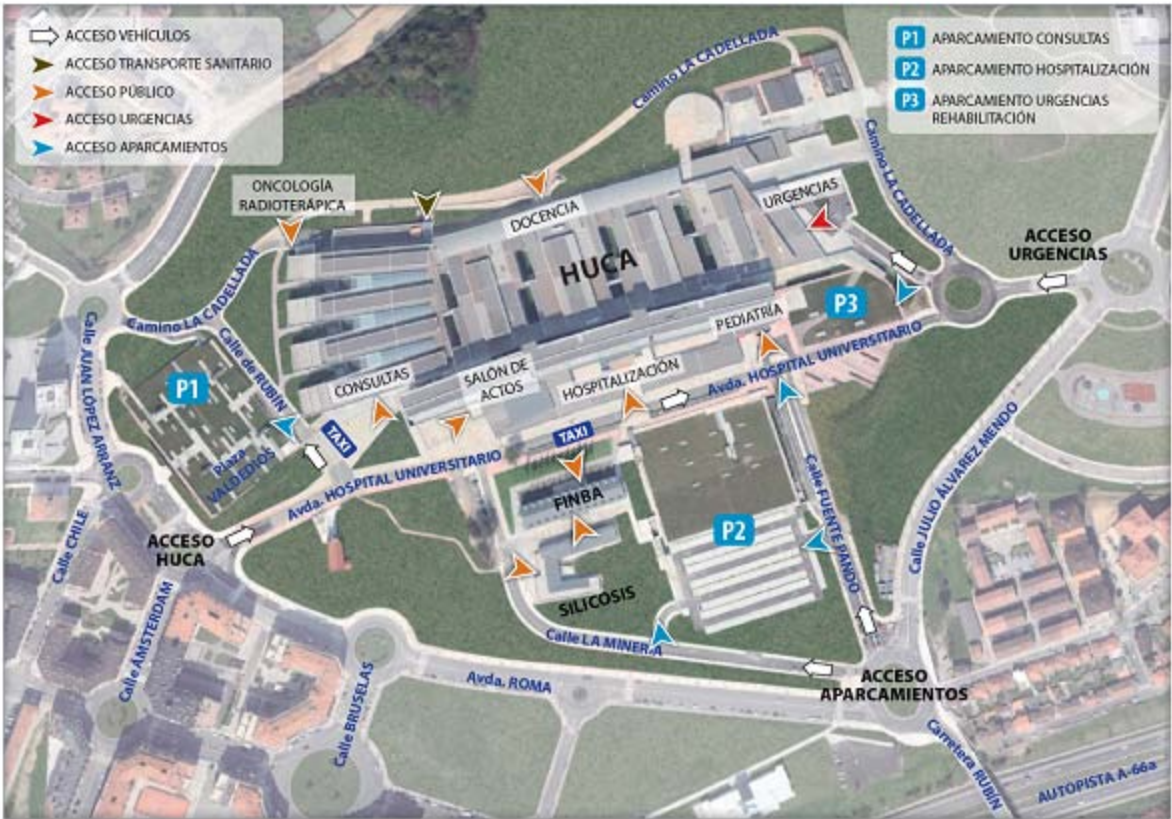 ACCESO VEHÍCULOS
ACCESO TRANSPORTE SANITARIO
ACCESO PÚBLICO
ACCESO URGENCIAS
ACCESO APARCAMIENTOS
P1 APARCAMIENTO CONSULTAS
P2 APARCAMIENTO HOSPITALIZACIÓN
P3 APARCAMIENTO URGENCIAS
REHABILITACIÓN
Camino LA CADELLADA
Camino LA CADELLADA
ONCOLOGÍA
RADIOTERÁPICA
DOCENCIA
URGENCIAS
HUCA
ACCESO
URGENCIAS
Camino LA CADELLADA
P3
PEDIATRÍA
Avda. HOSPITAL UNIVERSITARIO
Calle JUAN LÓPEZ ARRANZ
P1
Calle de RUBÍN
CONSULTAS
SALÓN DE
ACTOS
HOSPITALIZACIÓN
TAXI
TAXI
Plaza
VALDEDIOS
Avda. HOSPITAL UNIVERSITARIO
FINBA
P2
Calle FUENTE PANDO
Calle JULIO ÁLVAREZ MENDO
ACCESO
HUCA
Calle CHILE
SILICOSIS
Calle AMSTERDAM
Calle LA MINERÍA
Calle BRUSELAS
Avda. ROMA
ACCESO
APARCAMIENTOS
Carretera RUBÍN
AUTOPISTA A-66a